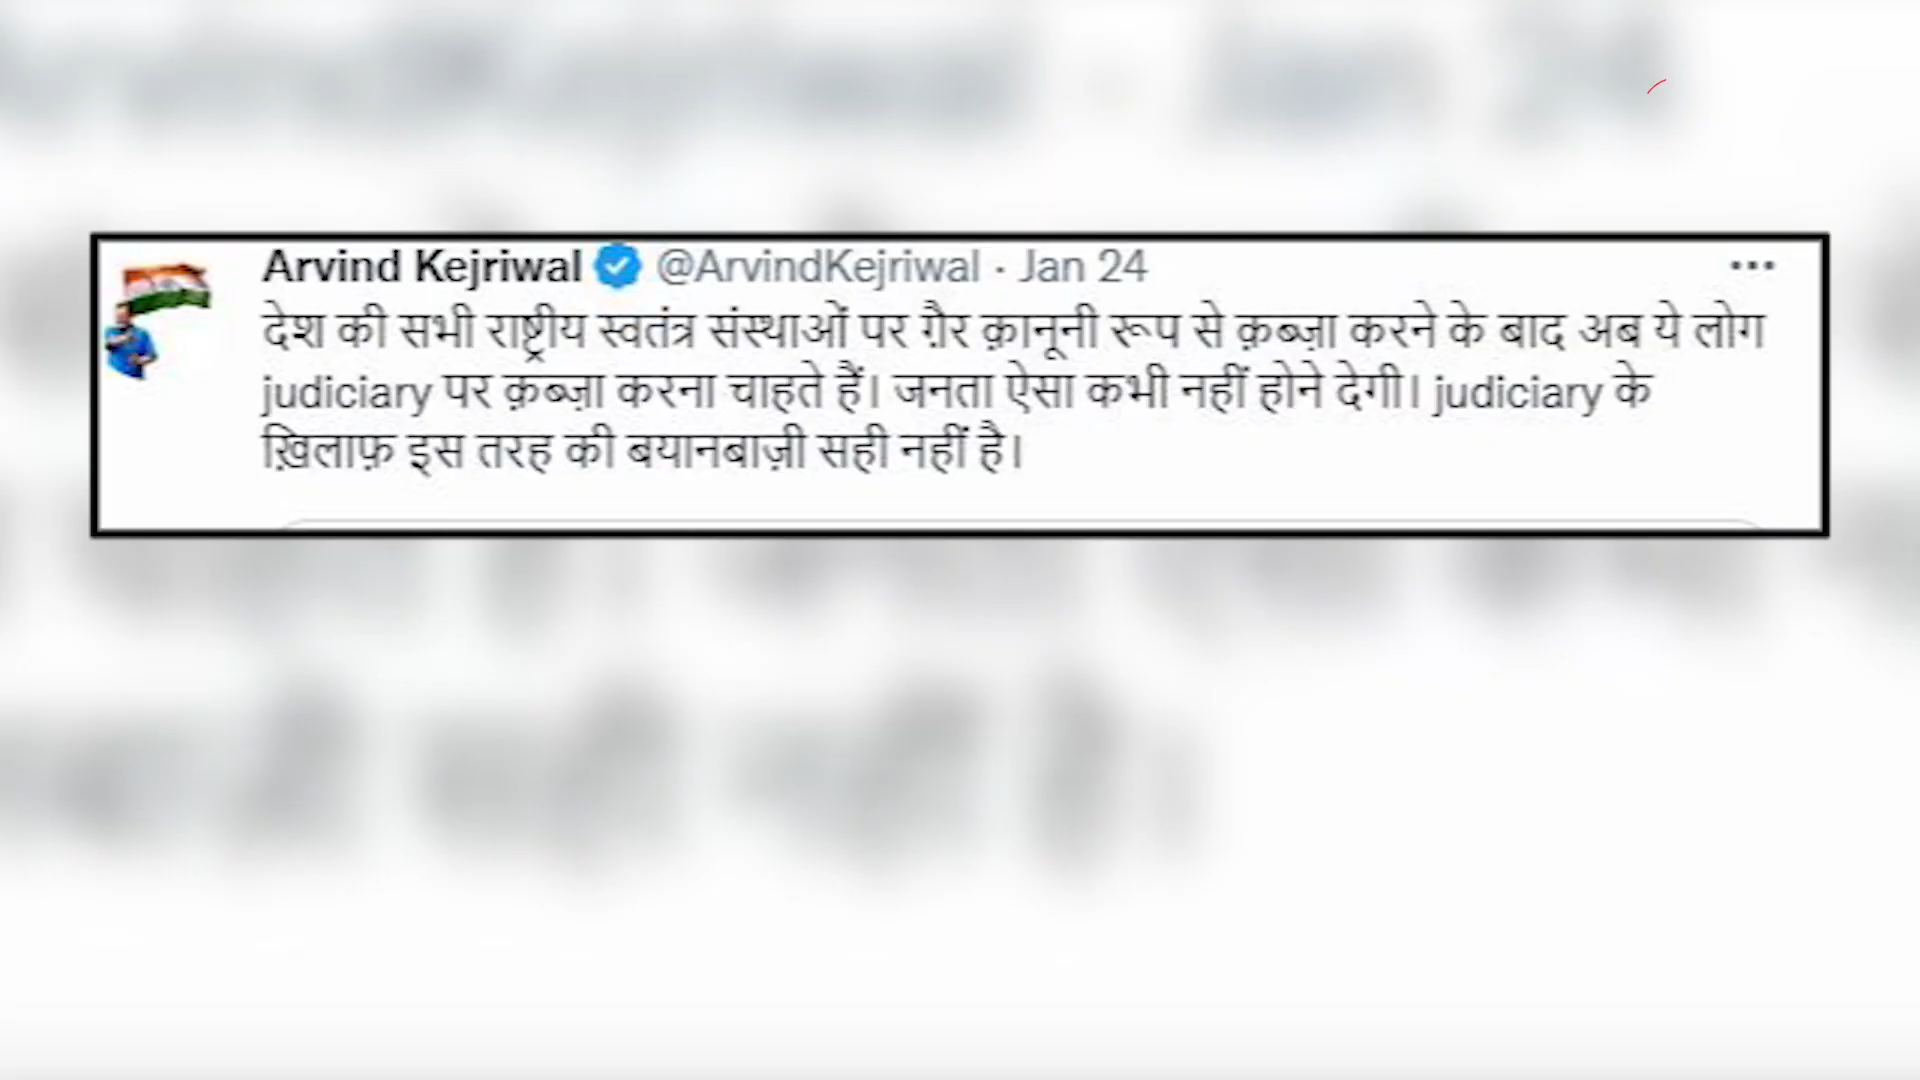 Arvind Kejriwal @ArvindKejriwal · Jan 24
देश की सभी राष्ट्रीय स्वतंत्र संस्थाओं पर ग़ैर क़ानूनी रूप से क़ब्ज़ा करने के बाद अब ये लोग
judiciary पर क़ब्ज़ा करना चाहते हैं। जनता ऐसा कभी नहीं होने देगी। judiciary के
ख़िलाफ़ इस तरह की बयानबाज़ी सही नहीं है।